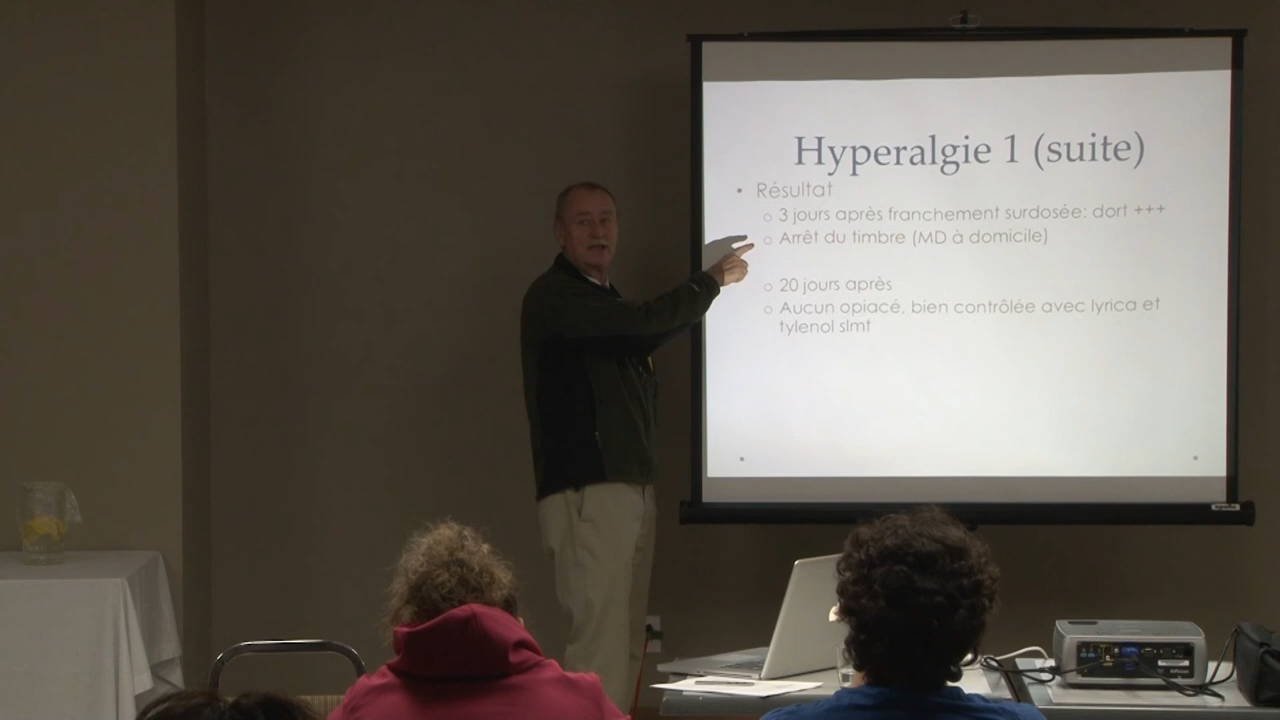 Hyperalgie 1 (suite)
• Résultat
o 3 jours après franchement surdosée: dort +++
o Arrêt du timbre (MD à domicile)
o 20 jours après
o Aucun opiacé, bien contrôlée avec lyrica et
tylenol slmt